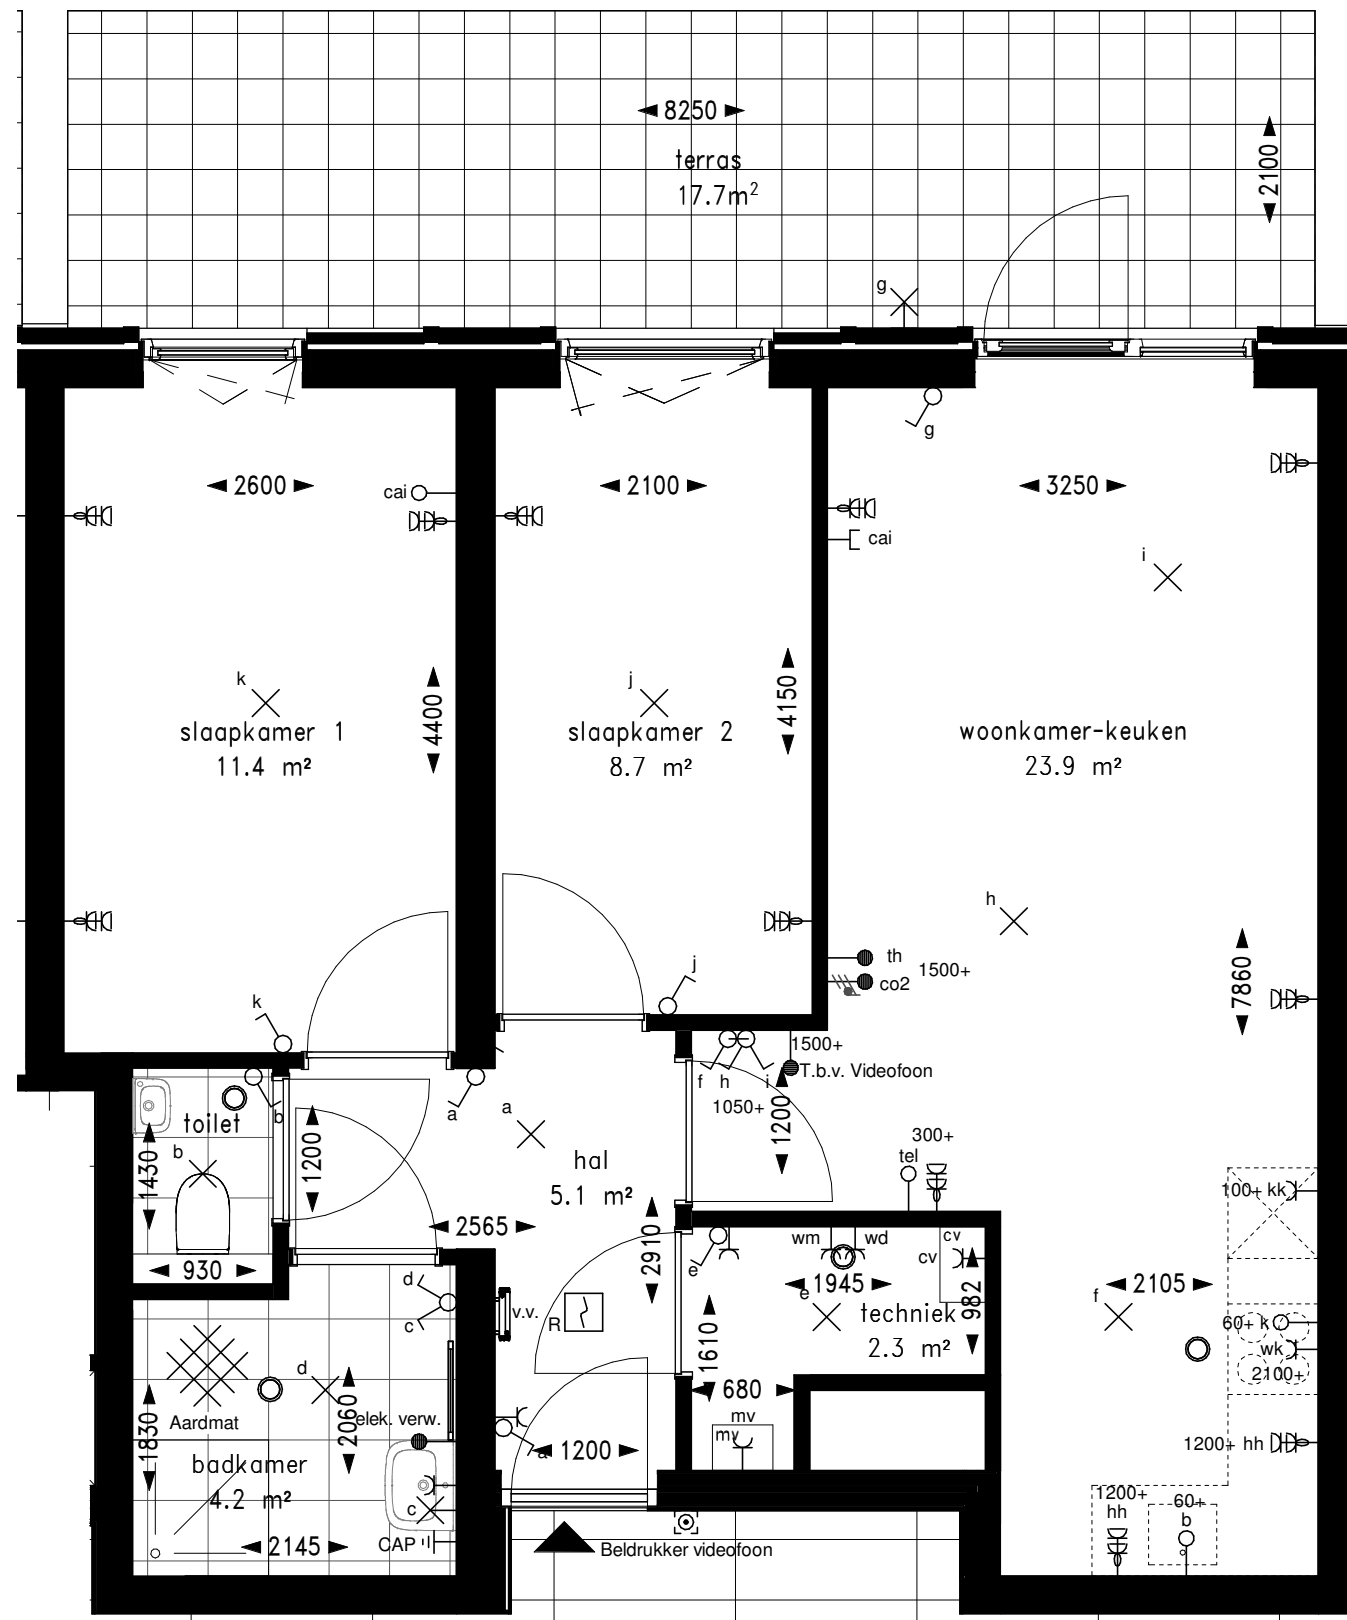 8250
terras
17.7m²
2100
g
g
2600
cai
2100
3250
cai
i
k
slaapkamer 1
11.4 m²
4400
j
slaapkamer 2
8.7 m²
4150
woonkamer-keuken
23.9 m²
h
7860
th
co2
1500+
j
k
1500+
T.b.v. Videofoon
f
h
i
1050+
1200
toilet
b
b
1430
930
1200
a
a
hal
5.1 m²
2565
2910
300+
tel
100+ kk
wm
wd
cv
cv
e
1945
e
techniek
2.3 m²
982
1610
680
mv
mv
2105
f
60+ k
wk
2100+
1200+ hh
1200+
hh
60+
b
d
c
v.v.
R
d
Aardmat
2060
elek. verw.
1830
badkamer
4.2 m²
c
2145
CAP
a
1200
Beldrukker videofoon